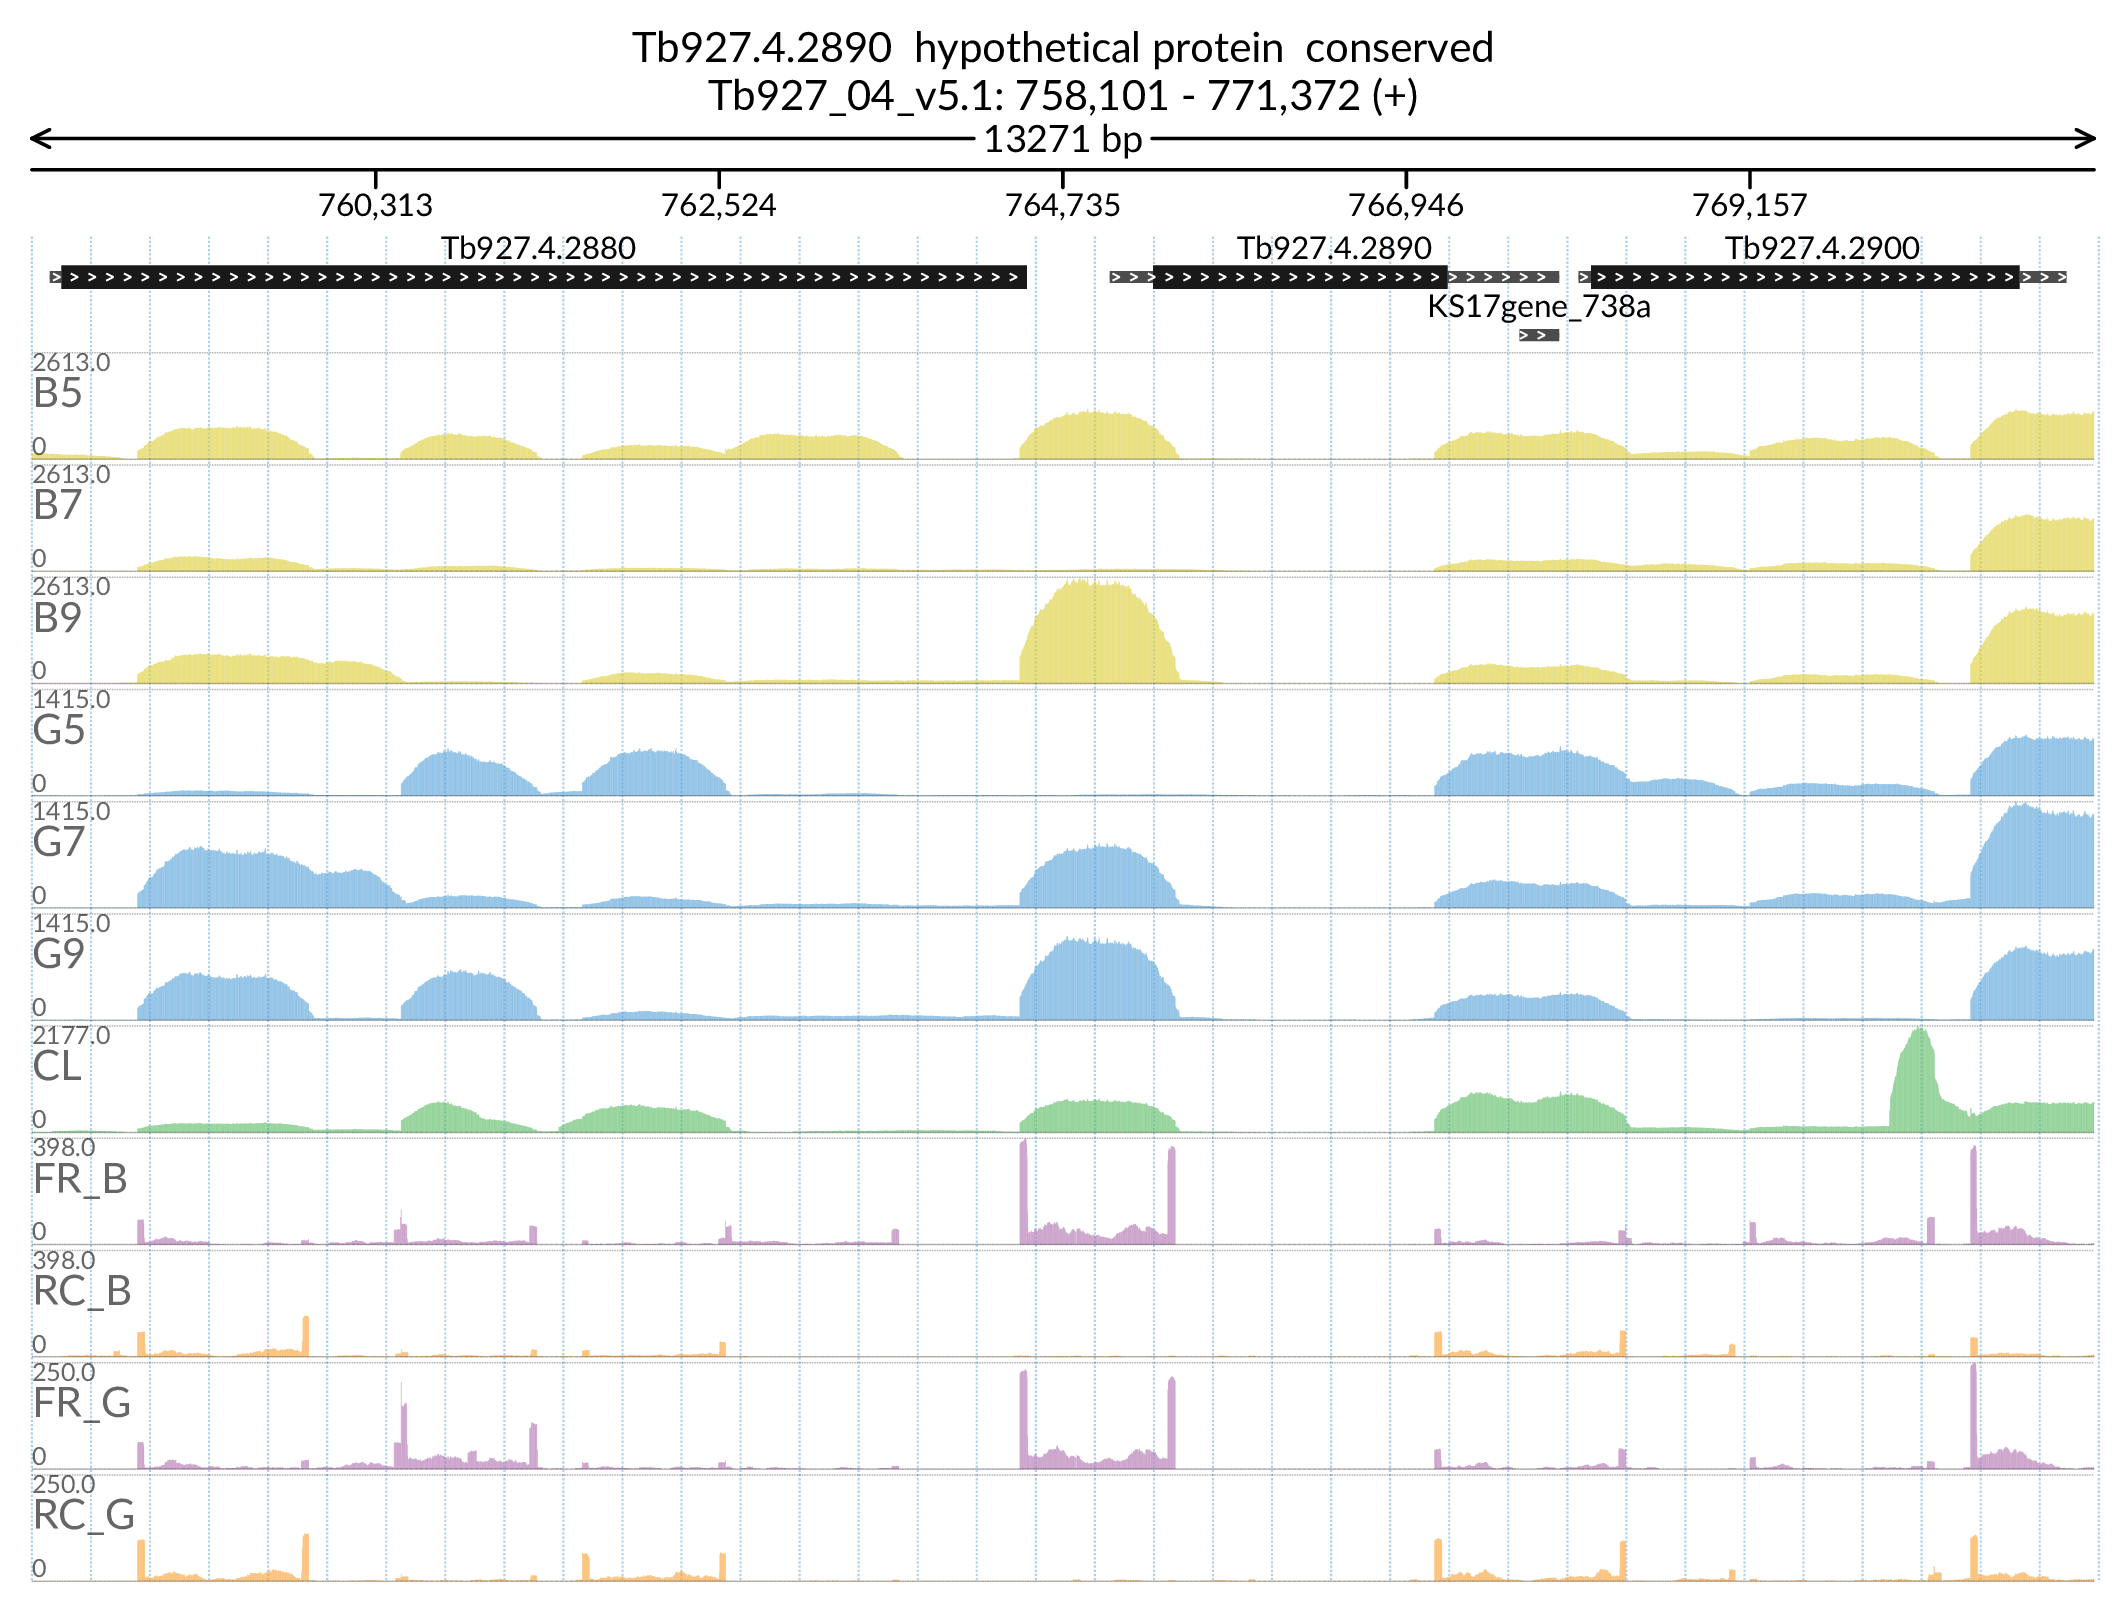 Tb927.4.2890  hypothetical protein  conserved
Tb927_04_v5.1: 758,101 - 771,372 (+)
13271 bp
760,313 762,524 764,735 766,946 769,157
Tb927.4.2880 Tb927.4.2890 Tb927.4.2900
KS17gene_738a
2613.0
B5
0
2613.0
B7
0
2613.0
B9
0
1415.0
G5
0
1415.0
G7
0
1415.0
G9
0
2177.0
CL
0
398.0
FR_B
0
398.0
RC_B
0
250.0
FR_G
0
250.0
RC_G
0